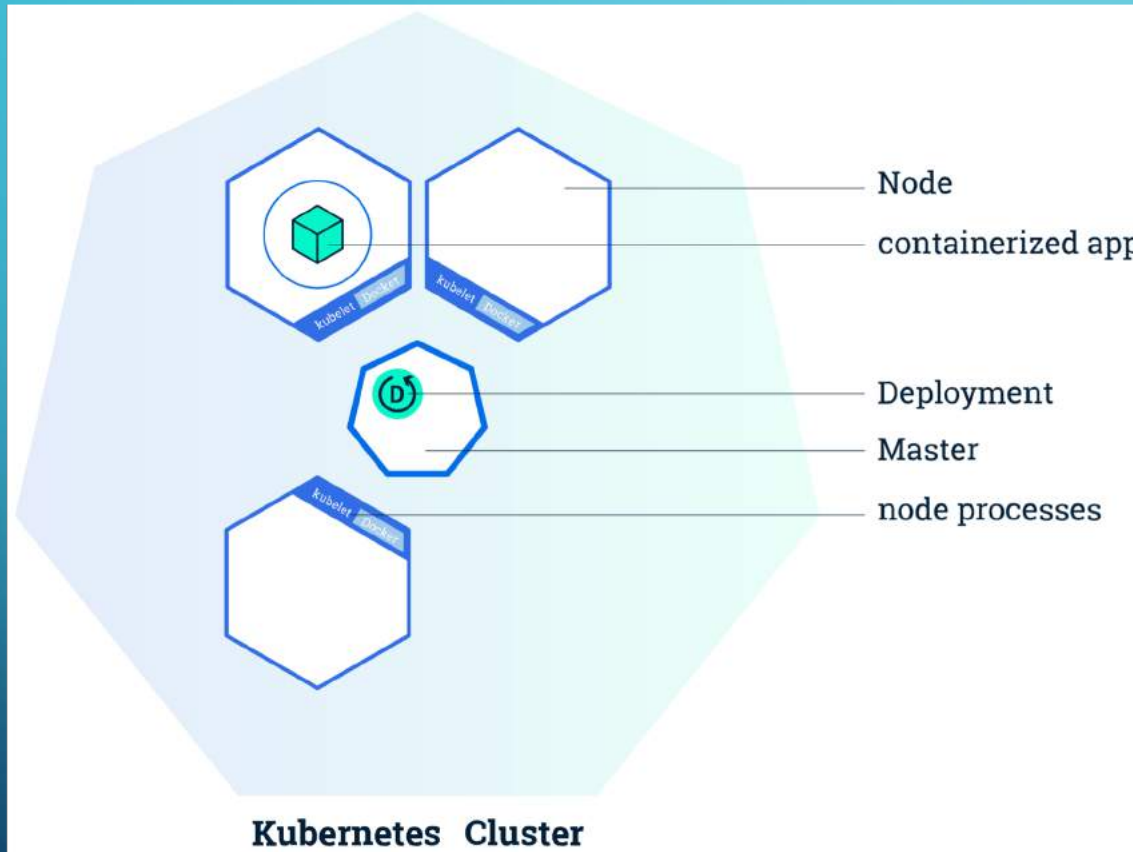 Node
containerized app
kubelet Docker
kubelet Docker
D
Deployment
Master
kubelet Docker
node processes
Kubernetes Cluster